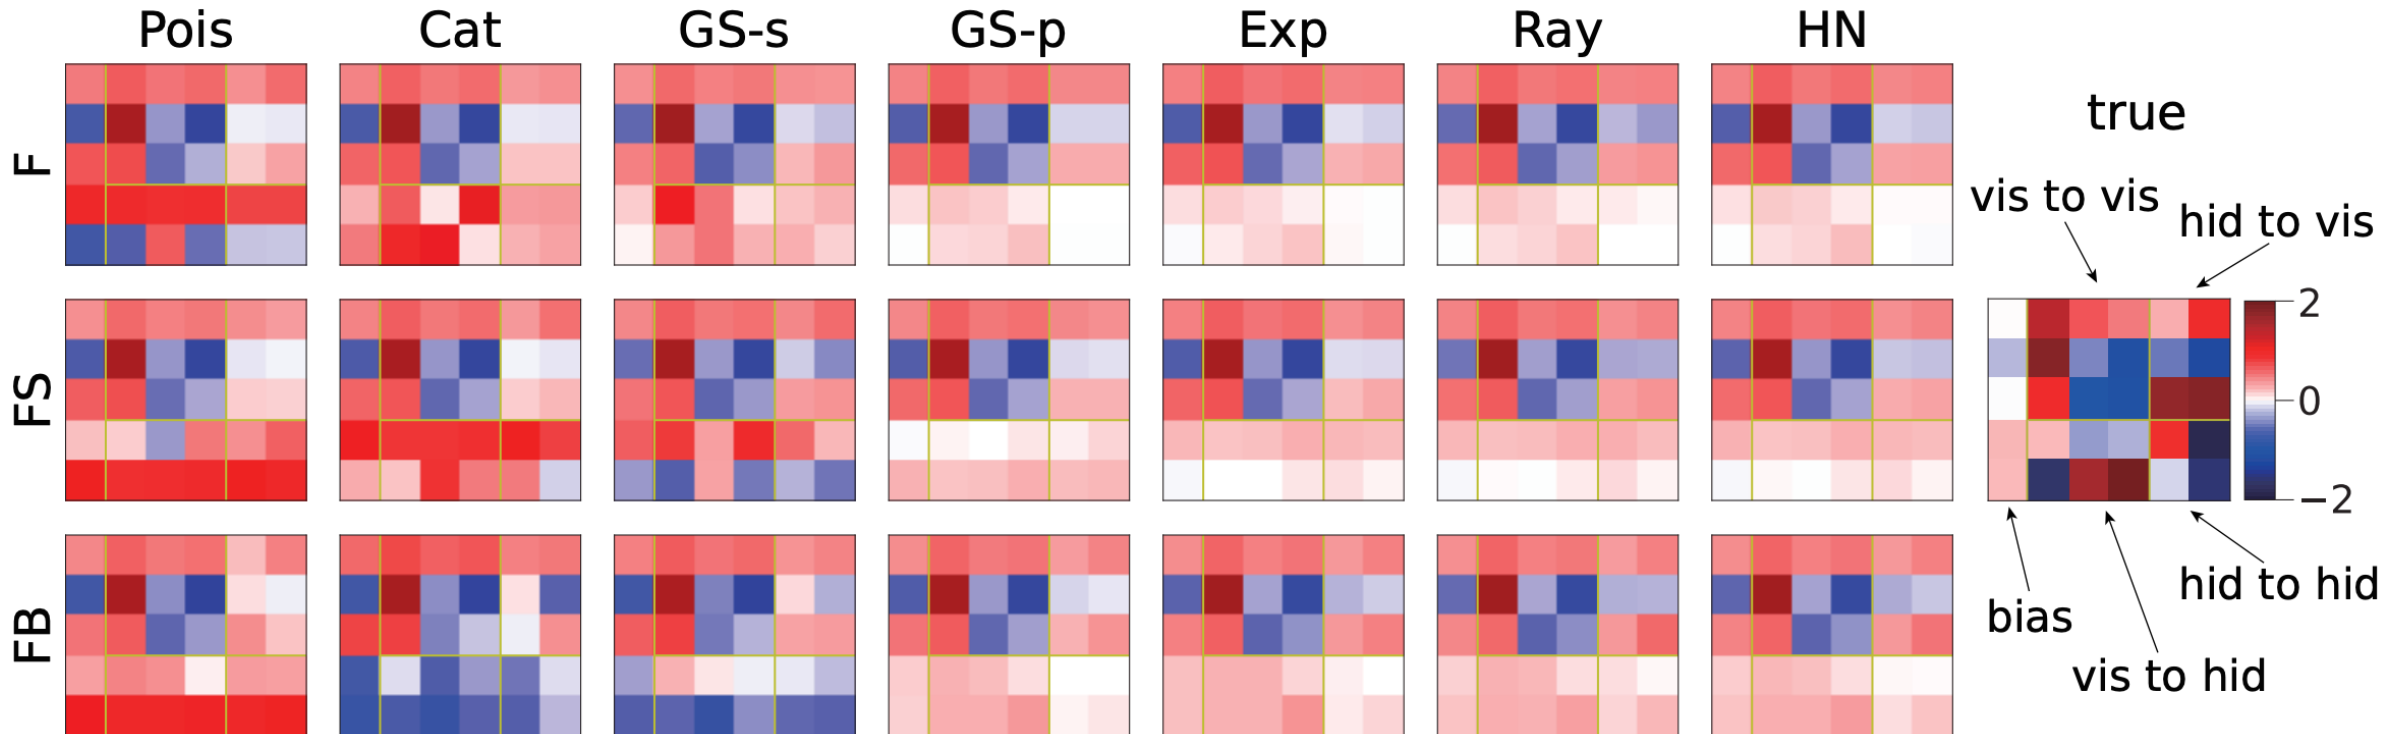 Pois Cat GS-s GS-p Exp Ray HN
F
true
vis to vis
hid to vis
FS
2
0
−2
hid to hid
bias
FB
vis to hid